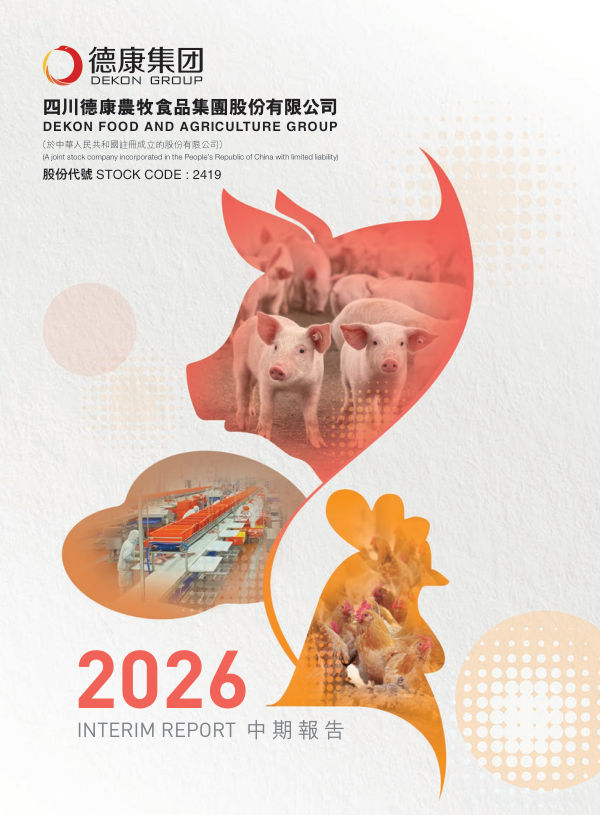 德康集团
DEKON GROUP
四川德康農牧食品集團股份有限公司
DEKON FOOD AND AGRICULTURE GROUP
（於中華人民共和國註冊成立的股份有限公司）
(A joint stock company incorporated in the People's Republic of China with limited liability)
股份代號 STOCK CODE : 2419
2026
INTERIM REPORT 中期報告